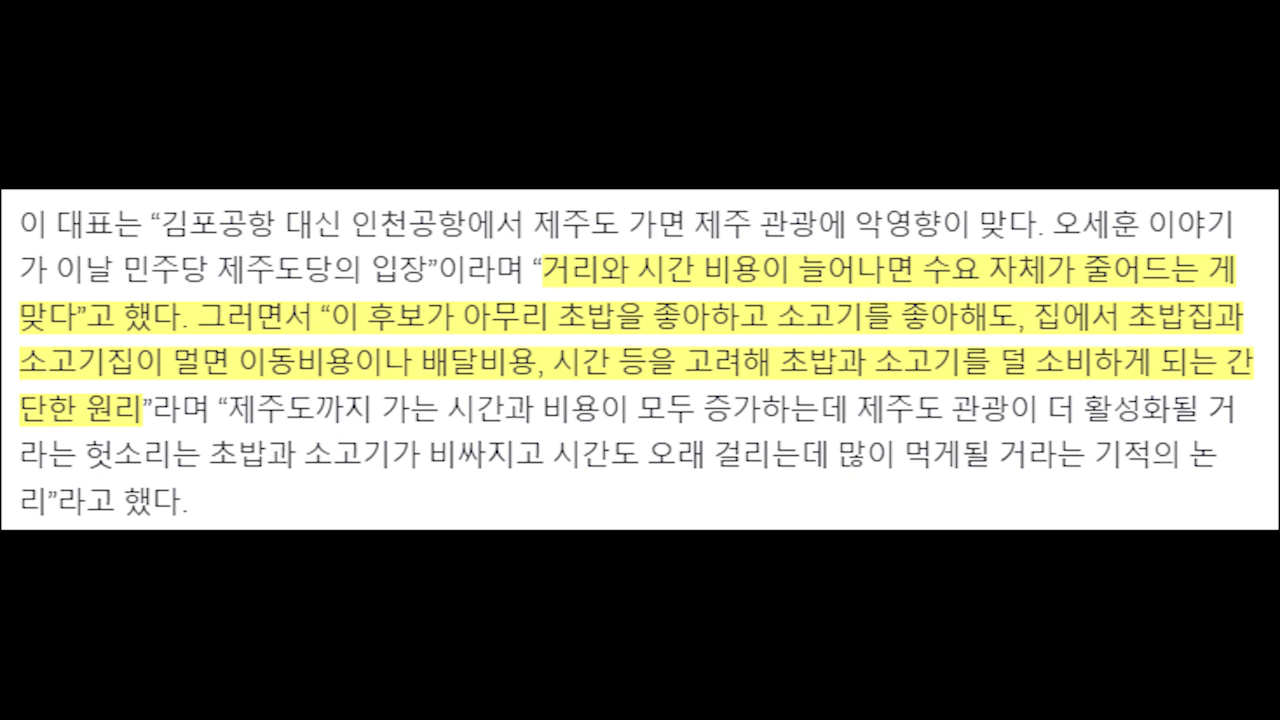 이 대표는 “김포공항 대신 인천공항에서 제주도 가면 제주 관광에 악영향이 맞다. 오세훈 이야기
가 이날 민주당 제주도당의 입장”이라며 “거리와 시간 비용이 늘어나면 수요 자체가 줄어드는 게
맞다”고 했다. 그러면서 “이 후보가 아무리 초밥을 좋아하고 소고기를 좋아해도, 집에서 초밥집과
소고기집이 멀면 이동비용이나 배달비용, 시간 등을 고려해 초밥과 소고기를 덜 소비하게 되는 간
단한 원리”라며 “제주도까지 가는 시간과 비용이 모두 증가하는데 제주도 관광이 더 활성화될 거
라는 헛소리는 초밥과 소고기가 비싸지고 시간도 오래 걸리는데 많이 먹게될 거라는 기적의 논
리”라고 했다.